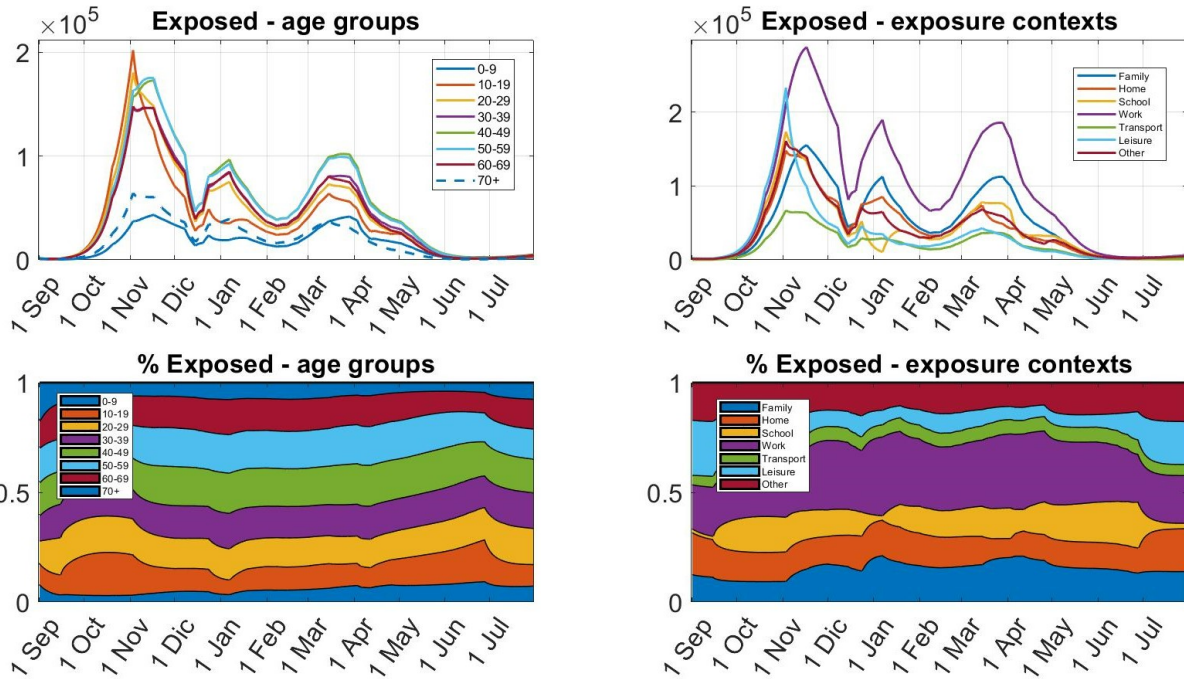 Exposed - age groups
×10⁵
2
1
0
0-9
10-19
20-29
30-39
40-49
50-59
60-69
70+
1 Sep
1 Oct
1 Nov
1 Dic
1 Jan
1 Feb
1 Mar
1 Apr
1 May
1 Jun
1 Jul
Exposed - exposure contexts
×10⁵
2
1
0
Family
Home
School
Work
Transport
Leisure
Other
1 Sep
1 Oct
1 Nov
1 Dic
1 Jan
1 Feb
1 Mar
1 Apr
1 May
1 Jun
1 Jul
% Exposed - age groups
1
0.5
0
0-9
10-19
20-29
30-39
40-49
50-59
60-69
70+
1 Sep
1 Oct
1 Nov
1 Dic
1 Jan
1 Feb
1 Mar
1 Apr
1 May
1 Jun
1 Jul
% Exposed - exposure contexts
1
0.5
0
Family
Home
School
Work
Transport
Leisure
Other
1 Sep
1 Oct
1 Nov
1 Dic
1 Jan
1 Feb
1 Mar
1 Apr
1 May
1 Jun
1 Jul